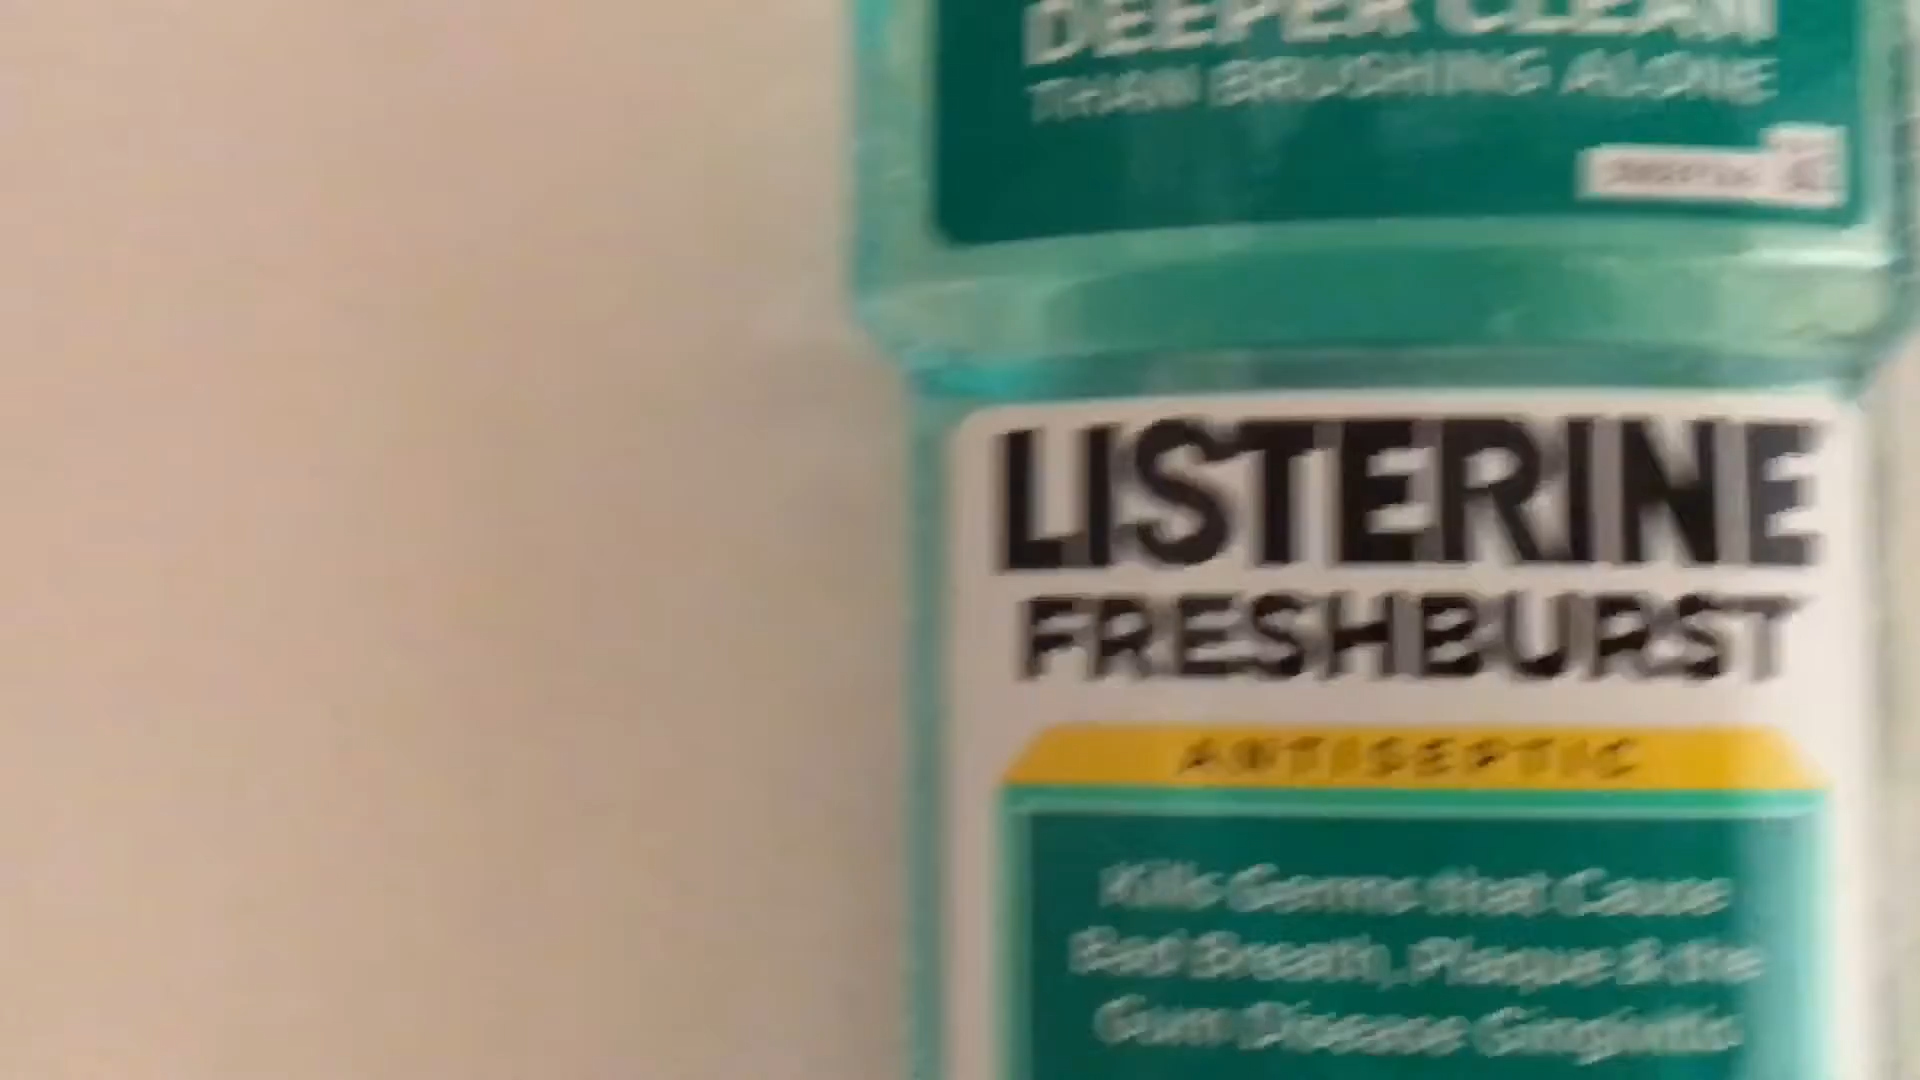 DEEPER CLEAN
THAN BRUSHING ALONE
LISTERINE
FRESHBURST
ANTISEPTIC
Kills Germs that Cause
Bad Breath, Plaque & the
Gum Disease Gingivitis